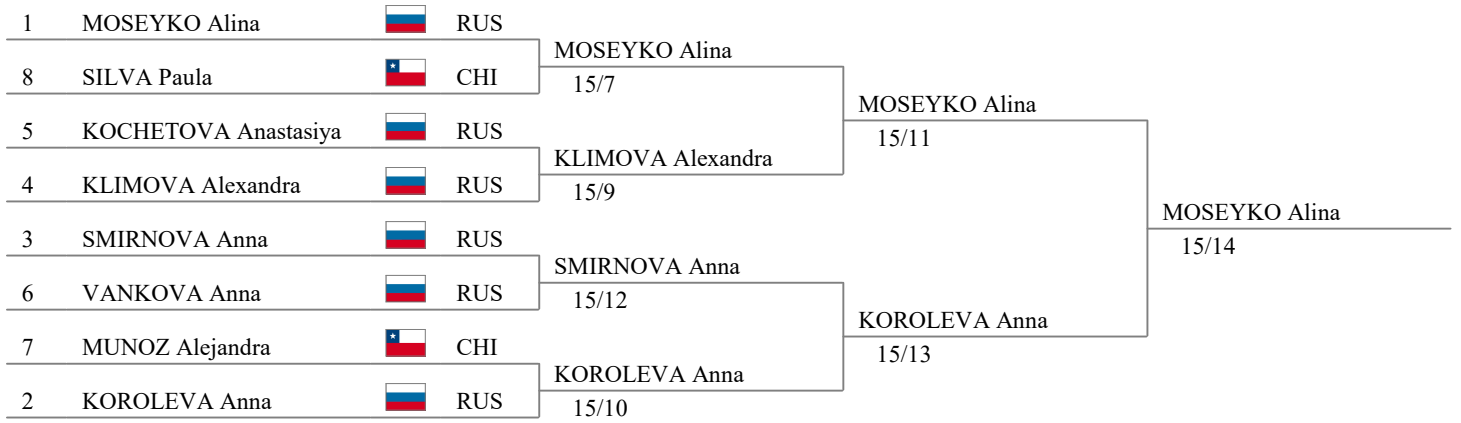 1 MOSEYKO Alina RUS
MOSEYKO Alina
8 SILVA Paula CHI
15/7
MOSEYKO Alina
5 KOCHETOVA Anastasiya RUS
15/11
KLIMOVA Alexandra
4 KLIMOVA Alexandra RUS
15/9
MOSEYKO Alina
3 SMIRNOVA Anna RUS
15/14
SMIRNOVA Anna
6 VANKOVA Anna RUS
15/12
KOROLEVA Anna
7 MUNOZ Alejandra CHI
15/13
KOROLEVA Anna
2 KOROLEVA Anna RUS
15/10